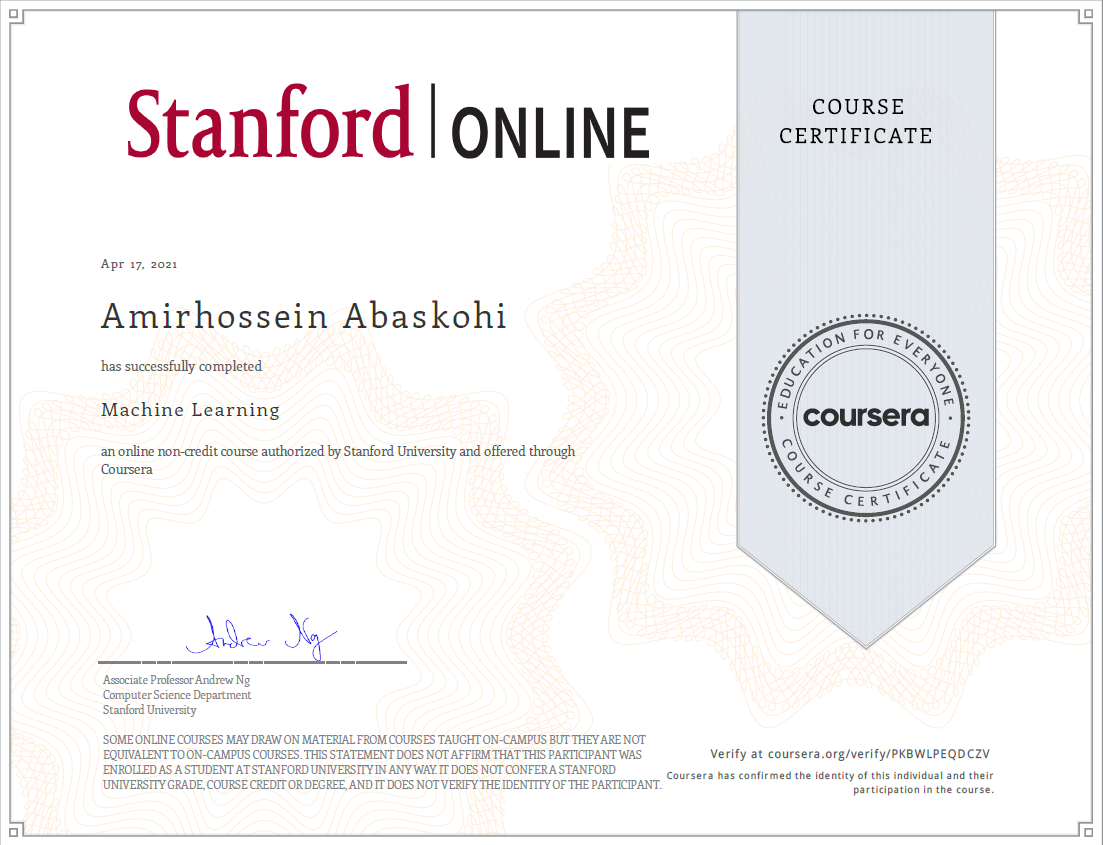 Stanford | ONLINE
COURSE
CERTIFICATE
Apr 17, 2021
Amirhossein Abaskohi
has successfully completed
Machine Learning
an online non-credit course authorized by Stanford University and offered through
Coursera
EDUCATION FOR EVERYONE
coursera
COURSE CERTIFICATE
Andrew Ng
Associate Professor Andrew Ng
Computer Science Department
Stanford University
SOME ONLINE COURSES MAY DRAW ON MATERIAL FROM COURSES TAUGHT ON-CAMPUS BUT THEY ARE NOT
EQUIVALENT TO ON-CAMPUS COURSES. THIS STATEMENT DOES NOT AFFIRM THAT THIS PARTICIPANT WAS
ENROLLED AS A STUDENT AT STANFORD UNIVERSITY IN ANY WAY. IT DOES NOT CONFER A STANFORD
UNIVERSITY GRADE, COURSE CREDIT OR DEGREE, AND IT DOES NOT VERIFY THE IDENTITY OF THE PARTICIPANT.
Verify at coursera.org/verify/PKBWLPEQDCZV
Coursera has confirmed the identity of this individual and their
participation in the course.